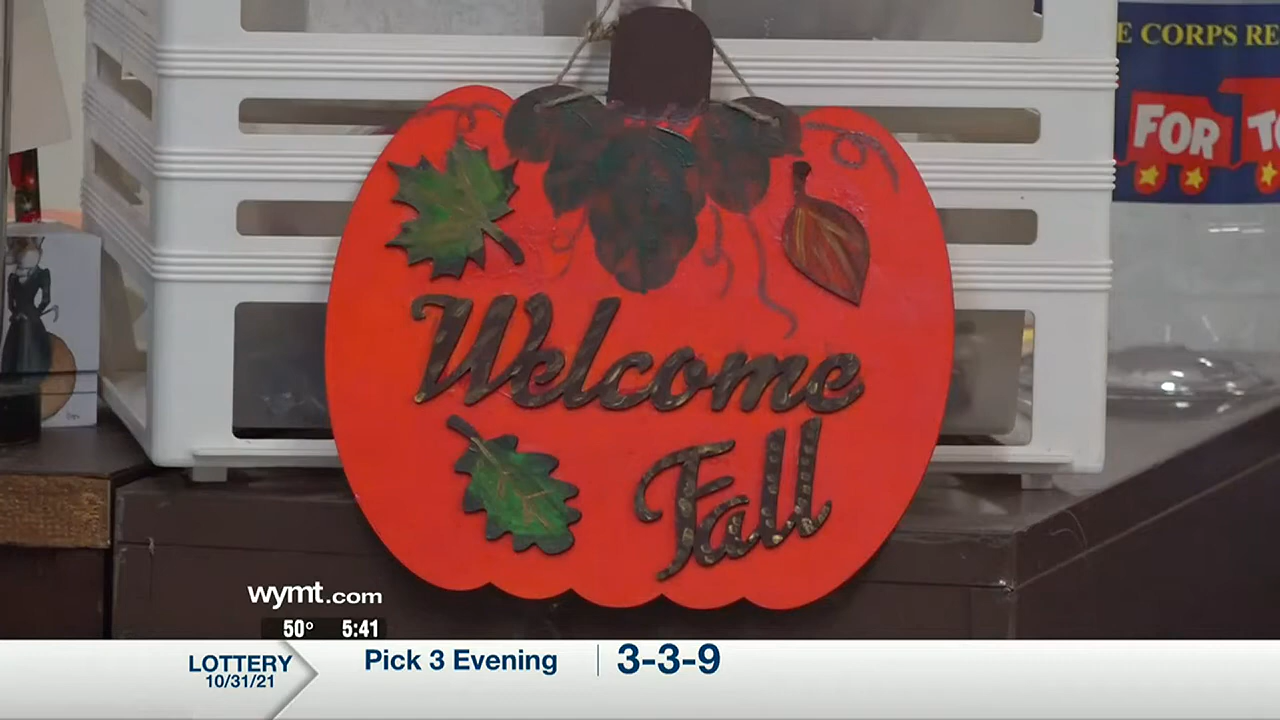 E CORPS RE
FOR T
Welcome
Fall
wymt.com
50° 5:41
LOTTERY
10/31/21
Pick 3 Evening
3-3-9